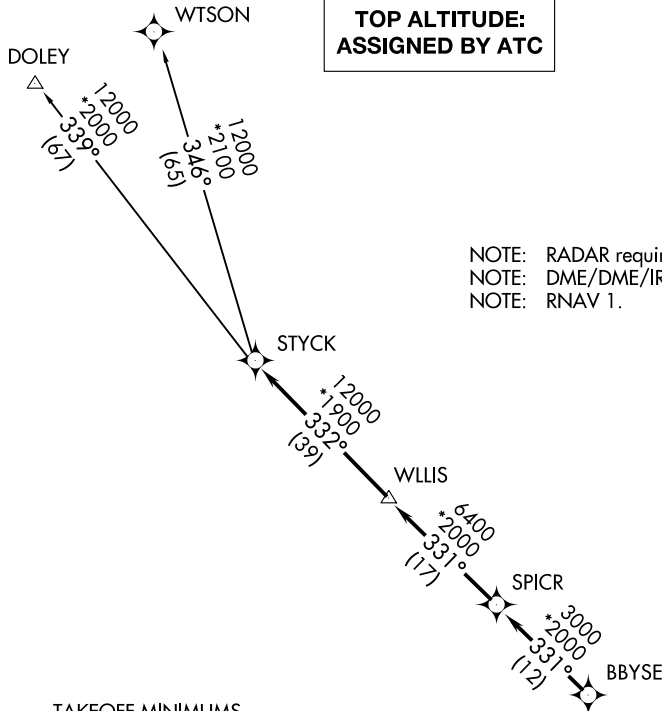 WTSON
TOP ALTITUDE:
ASSIGNED BY ATC
DOLEY
12000
*2000
339°
(67)
12000
*2100
346°
(65)
NOTE: RADAR requir
NOTE: DME/DME/IR
NOTE: RNAV 1.
STYCK
12000
*1900
332°
(39)
WLLIS
6400
*2000
331°
(17)
SPICR
3000
*2000
331°
(12)
BBYSE